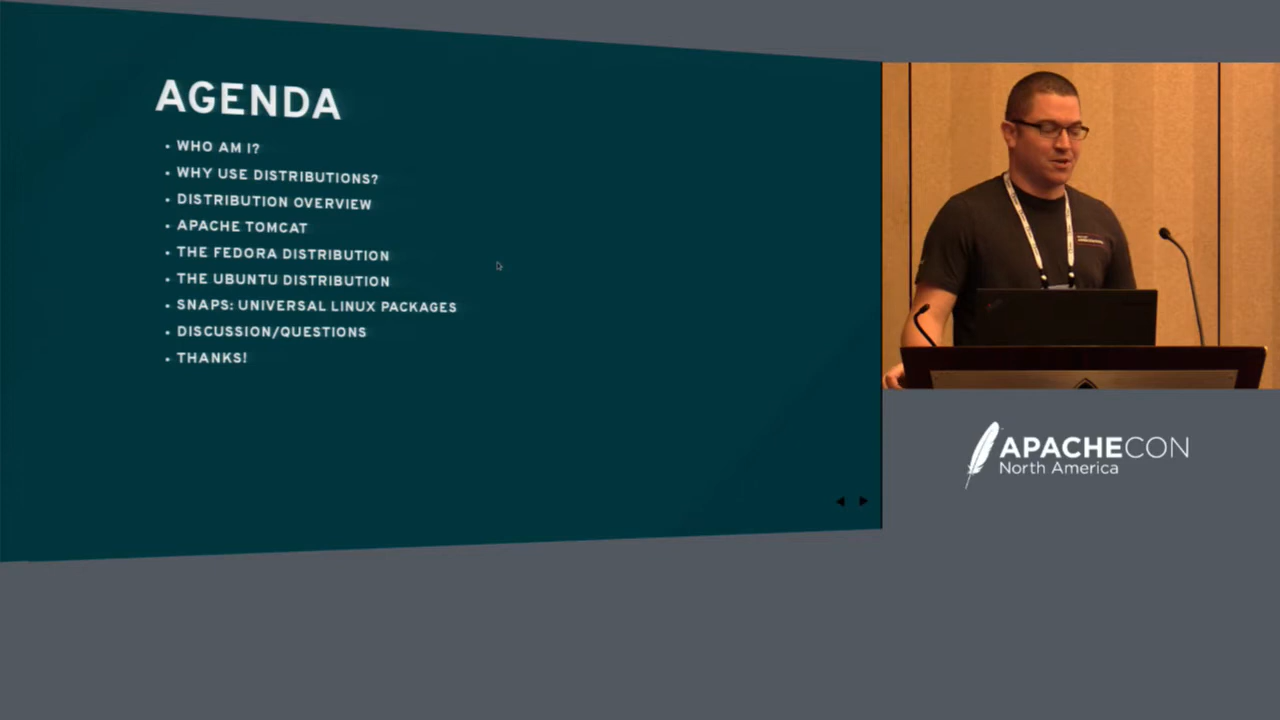 AGENDA
• WHO AM I?
• WHY USE DISTRIBUTIONS?
• DISTRIBUTION OVERVIEW
• APACHE TOMCAT
• THE FEDORA DISTRIBUTION
• THE UBUNTU DISTRIBUTION
• SNAPS: UNIVERSAL LINUX PACKAGES
• DISCUSSION/QUESTIONS
• THANKS!
APACHECON
North America